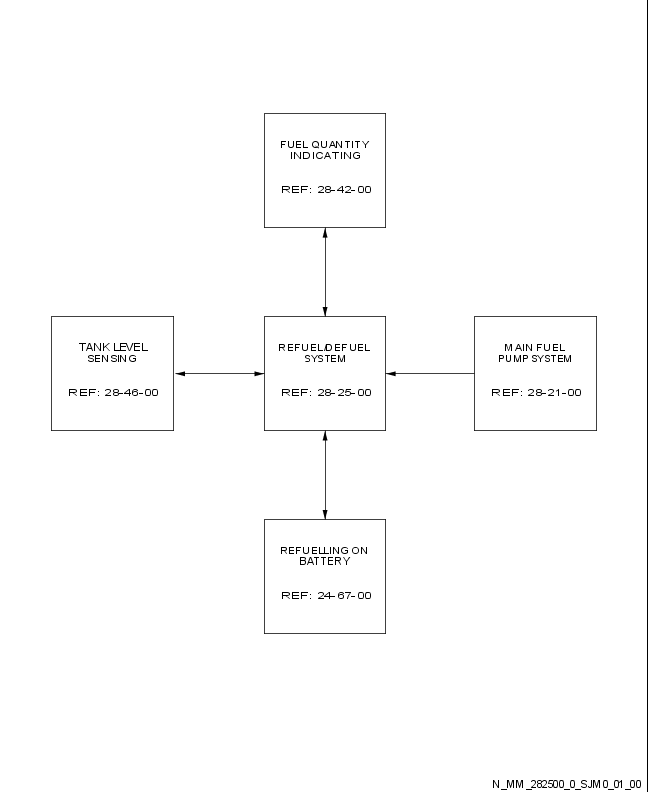 FUEL QUANTITY
INDICATING
REF: 28-42-00
TANK LEVEL
SENSING
REF: 28-46-00
REFUEL/DEFUEL
SYSTEM
REF: 28-25-00
MAIN FUEL
PUMP SYSTEM
REF: 28-21-00
REFUELLING ON
BATTERY
REF: 24-67-00
N_MM_282500_0_SJM0_01_00